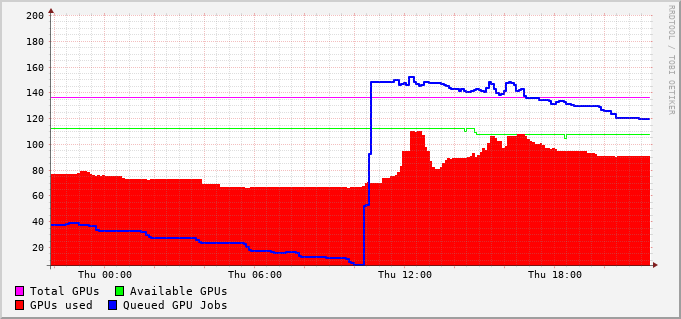 200
180
160
140
120
100
80
60
40
20
Thu 00:00 Thu 06:00 Thu 12:00 Thu 18:00
Total GPUs Available GPUs
GPUs used Queued GPU Jobs
RRDTOOL / TOBI OETIKER